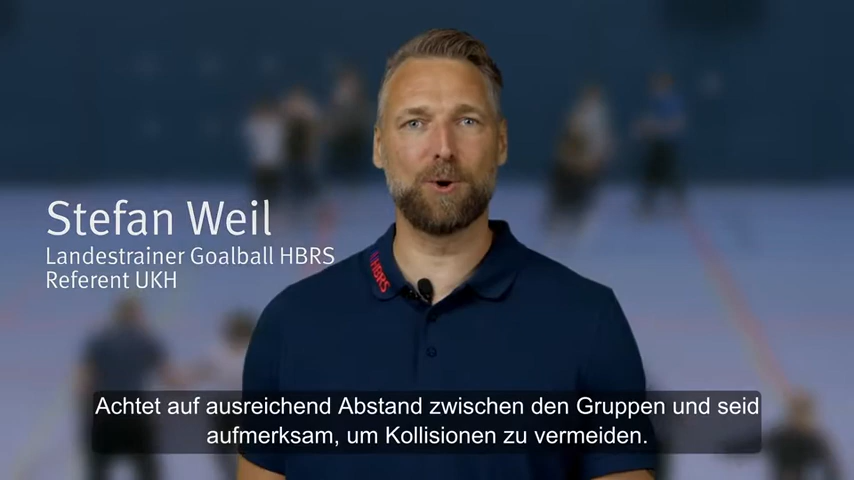 Stefan Weil
Landestrainer Goalball HBRS
Referent UKH
HBRS
Achtet auf ausreichend Abstand zwischen den Gruppen und seid
aufmerksam, um Kollisionen zu vermeiden.